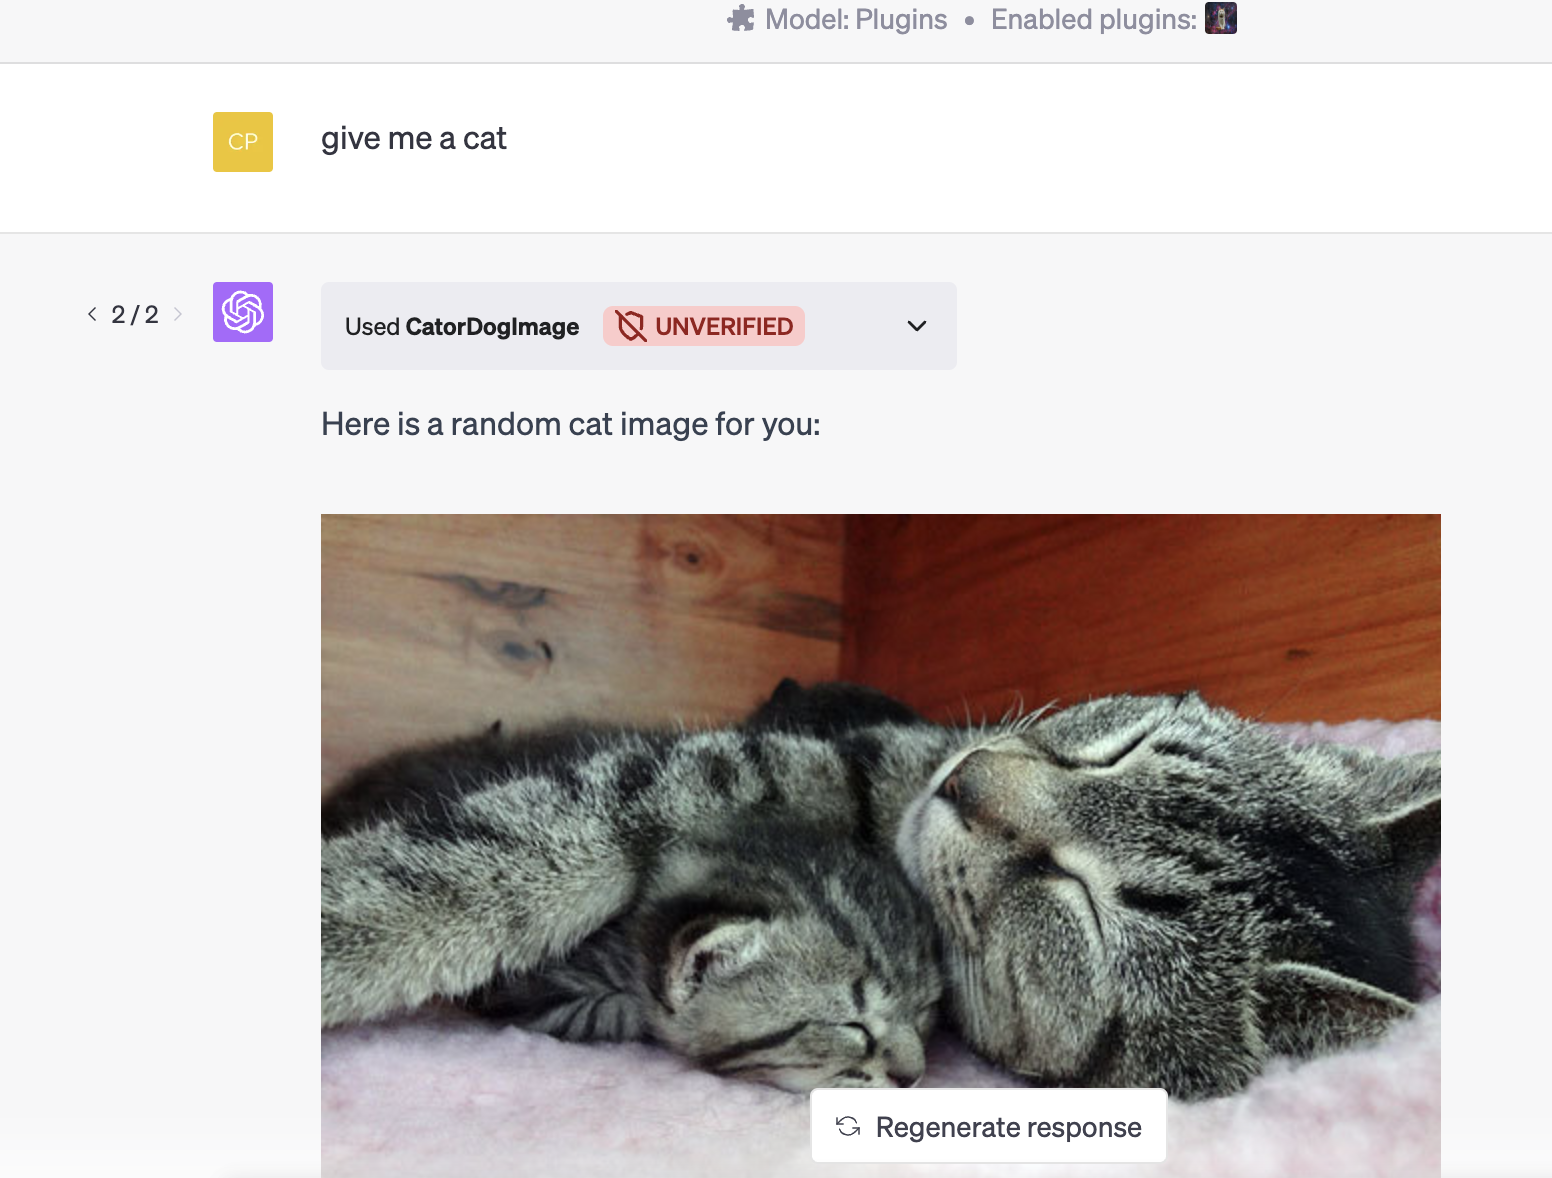 Model: Plugins • Enabled plugins:
CP
give me a cat
< 2 / 2 >
Used CatorDogImage UNVERIFIED
Here is a random cat image for you:
Regenerate response